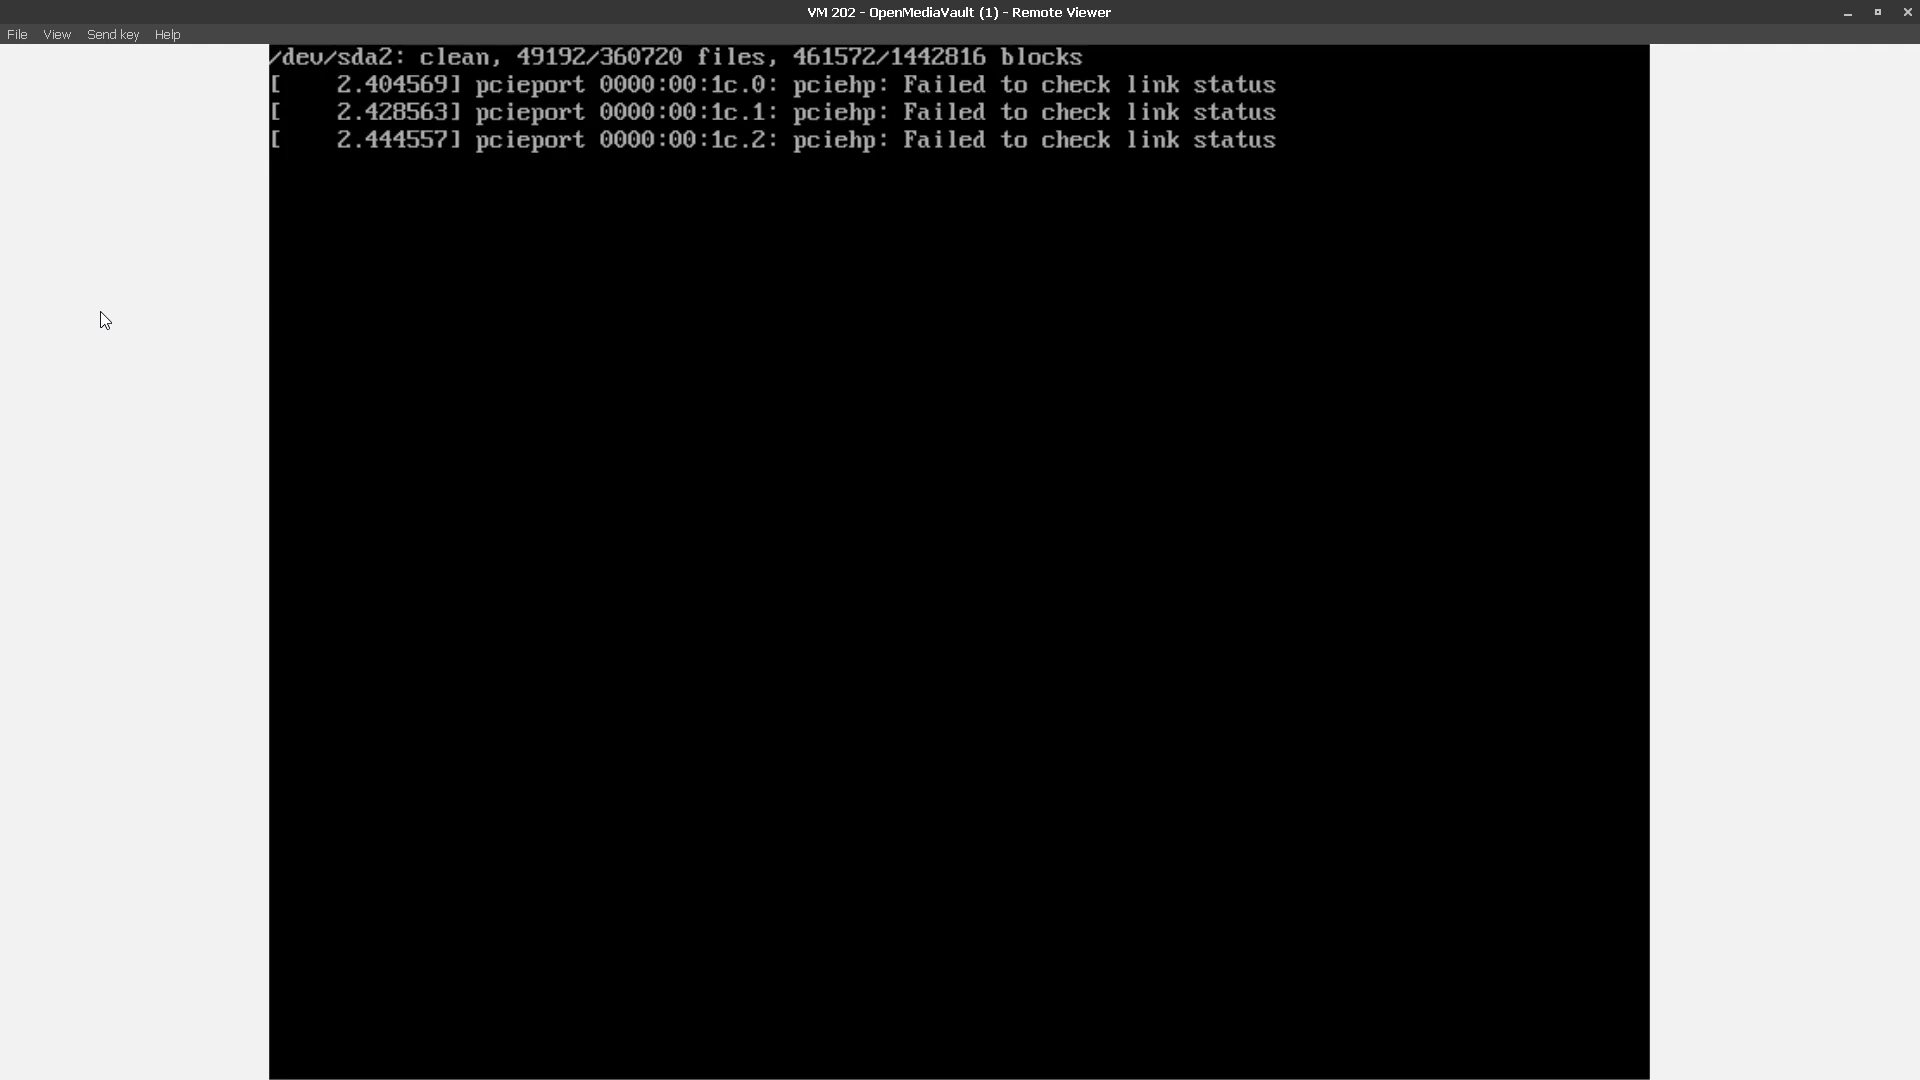 VM 202 - OpenMediaVault (1) - Remote Viewer
File View Send key Help
/dev/sda2: clean, 49192/360720 files, 461572/1442816 blocks
[    2.404569] pcieport 0000:00:1c.0: pciehp: Failed to check link status
[    2.428563] pcieport 0000:00:1c.1: pciehp: Failed to check link status
[    2.444557] pcieport 0000:00:1c.2: pciehp: Failed to check link status